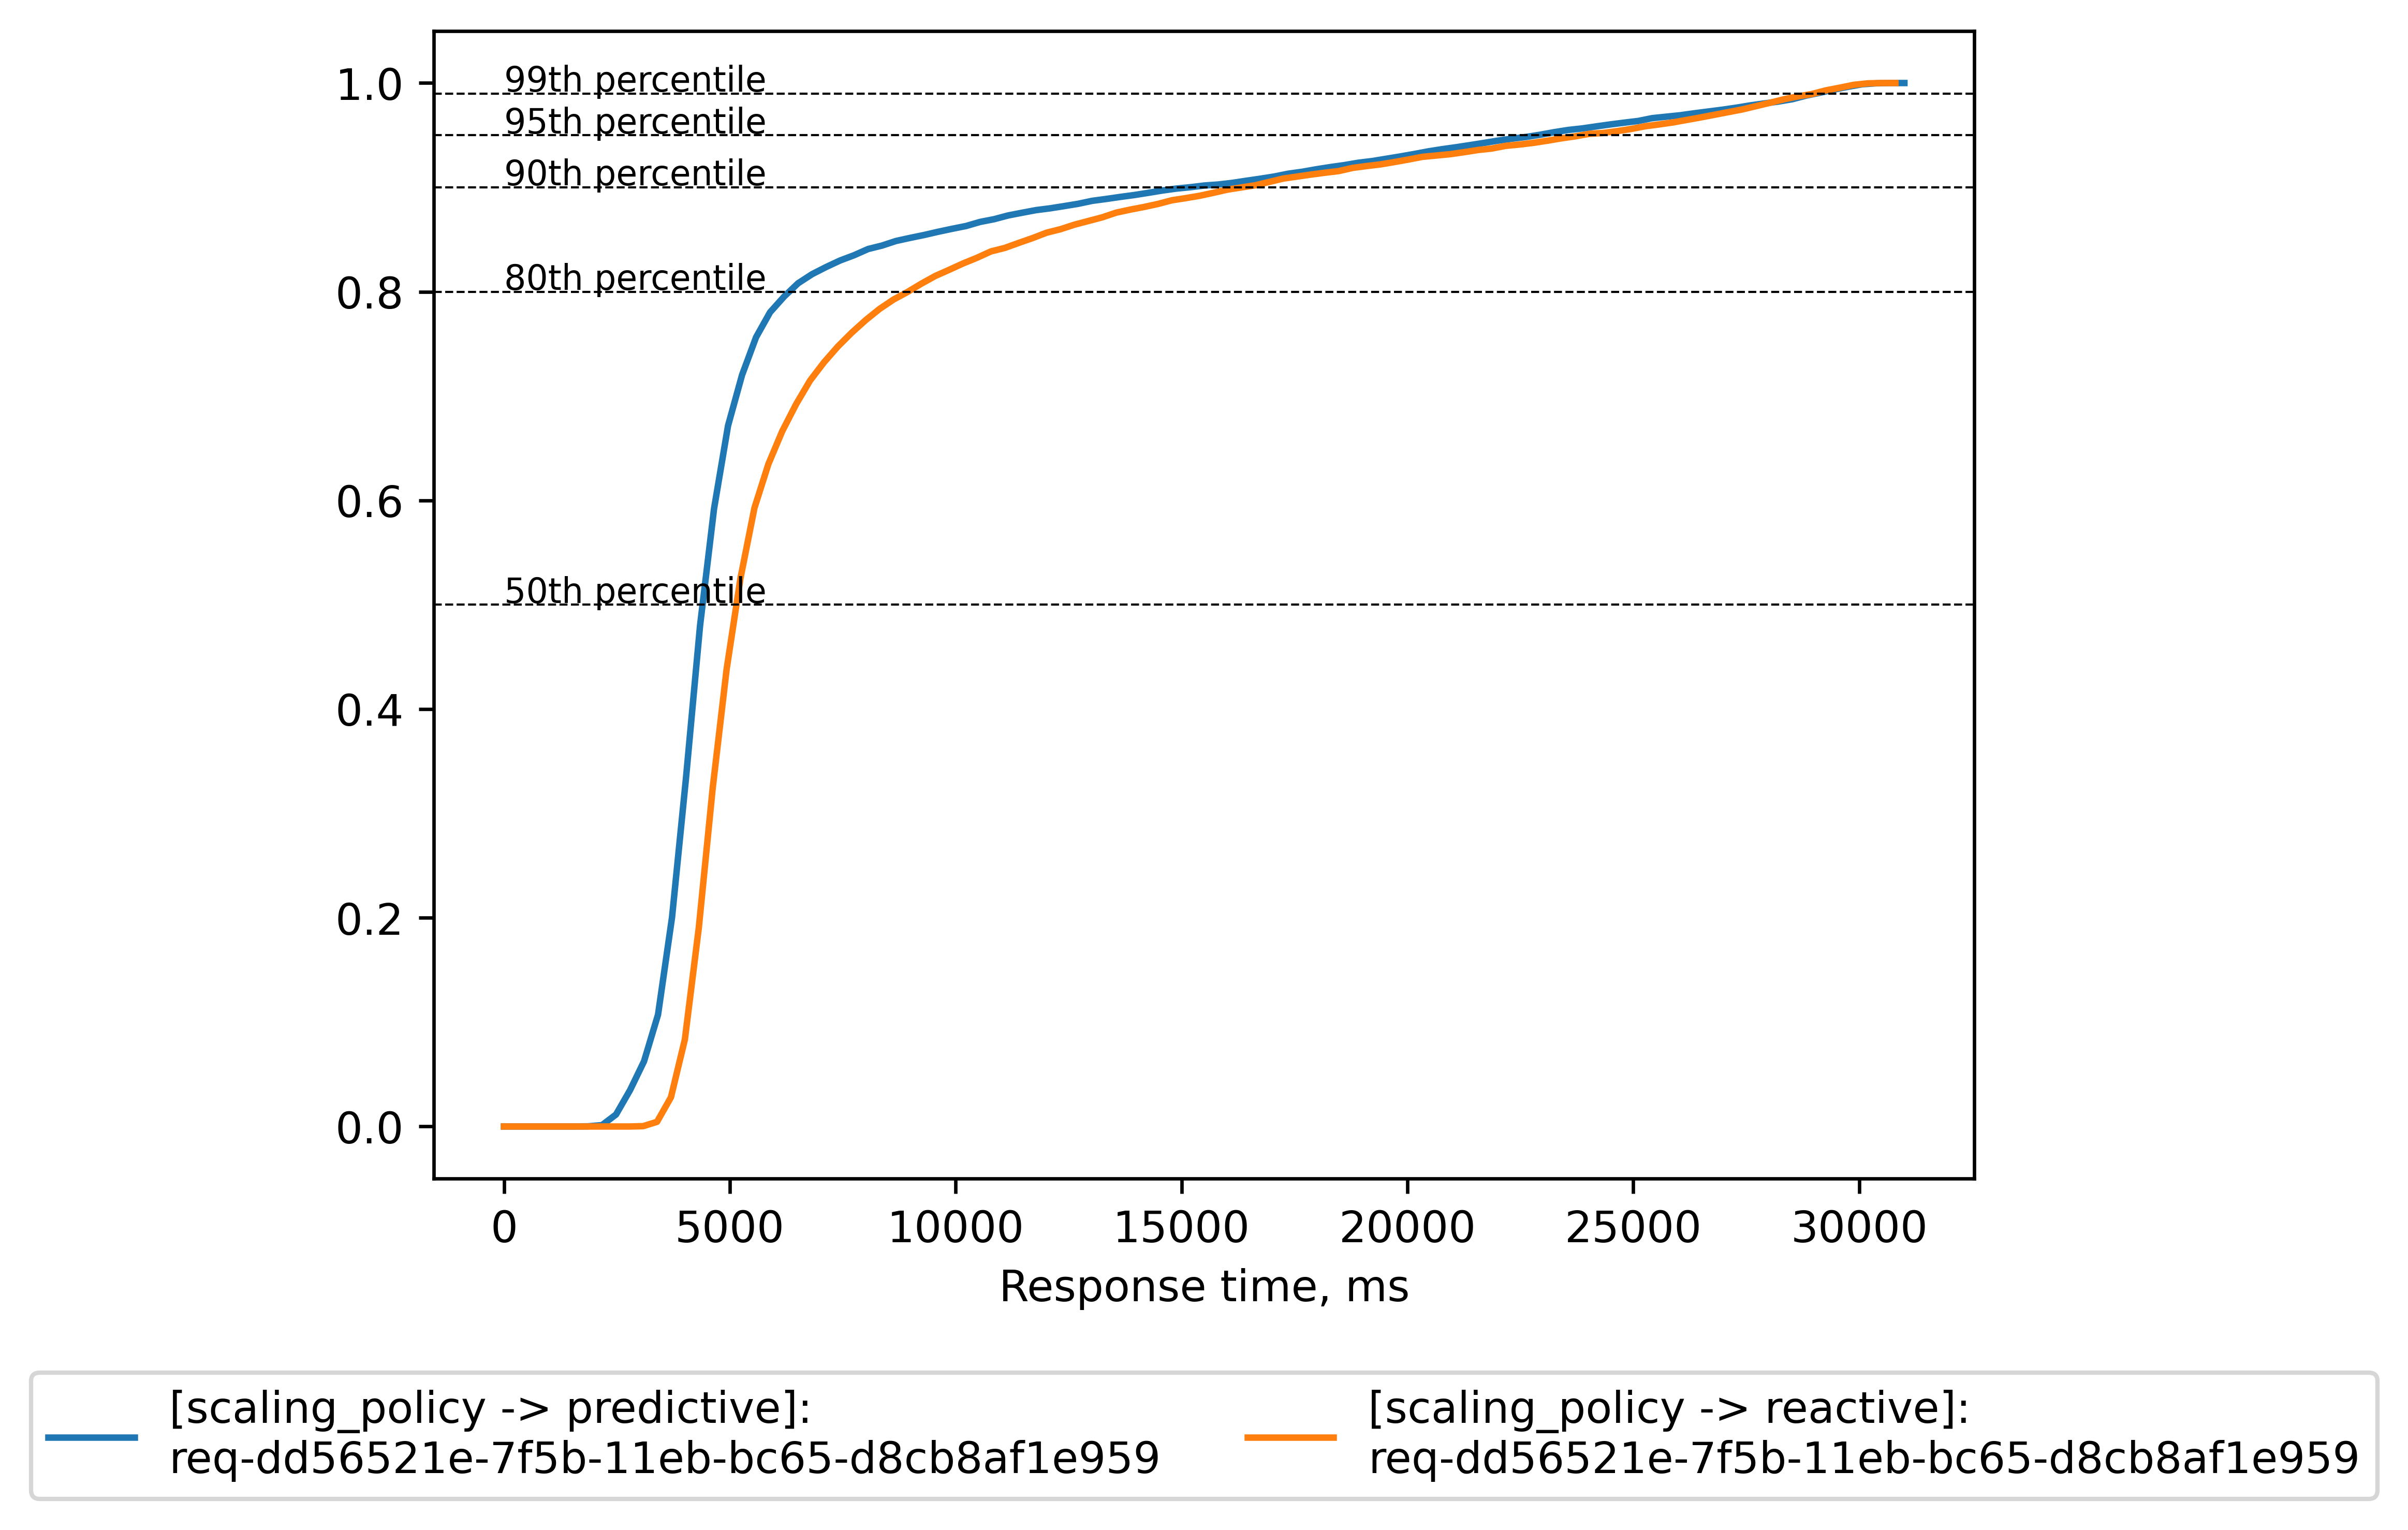 1.0
99th percentile
95th percentile
90th percentile
0.8
80th percentile
0.6
50th percentile
0.4
0.2
0.0
0 5000 10000 15000 20000 25000 30000
Response time, ms
[scaling_policy -> predictive]:
req-dd56521e-7f5b-11eb-bc65-d8cb8af1e959
[scaling_policy -> reactive]:
req-dd56521e-7f5b-11eb-bc65-d8cb8af1e959